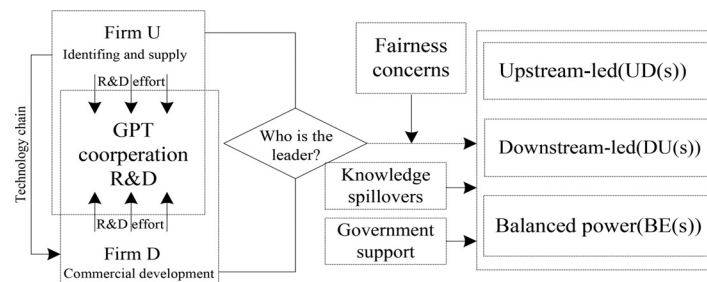 Firm U
Identifing and supply
R&D effort
GPT
coorperation
R&D
R&D effort
Firm D
Commercial development
Technology chain
Who is the
leader?
Fairness
concerns
Knowledge
spillovers
Government
support
Upstream-led(UD(s))
Downstream-led(DU(s))
Balanced power(BE(s))